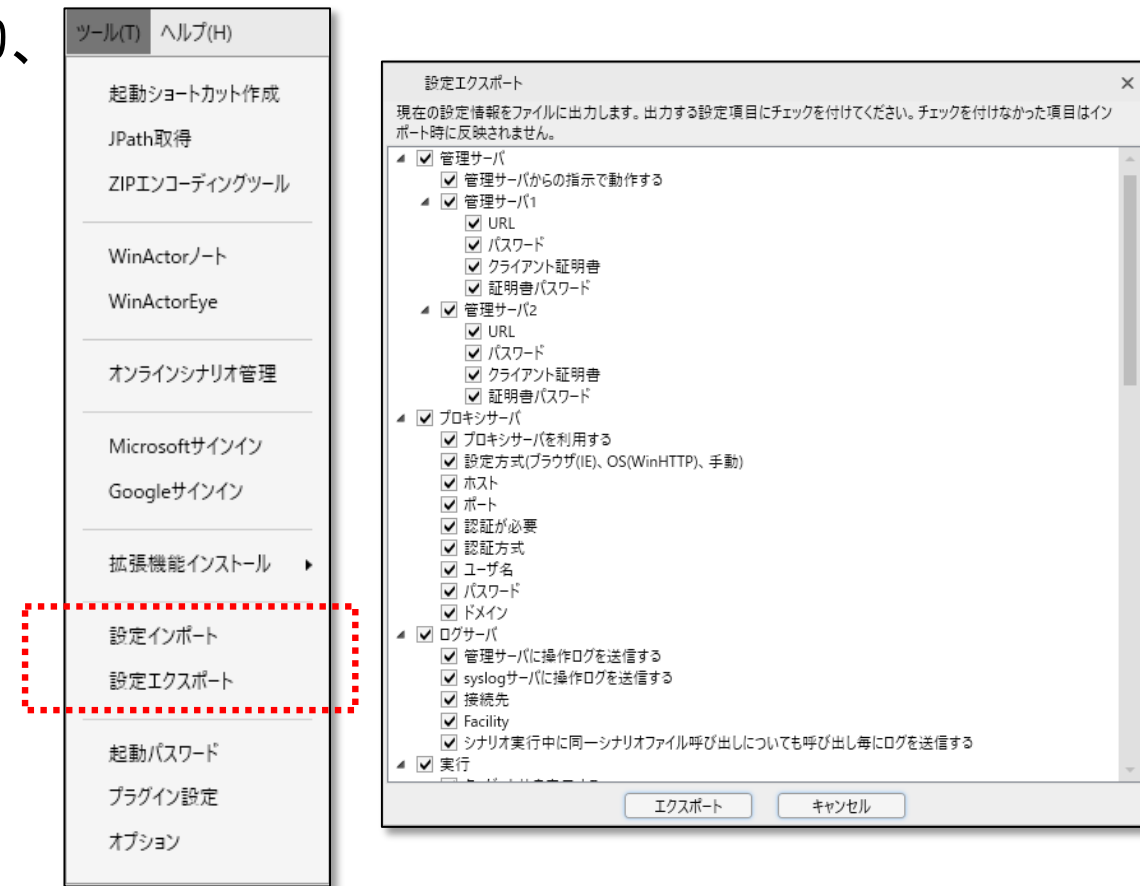 り、
ツール(T) ヘルプ(H)
起動ショートカット作成
JPath取得
ZIPエンコーディングツール
WinActorノート
WinActorEye
オンラインシナリオ管理
Microsoftサインイン
Googleサインイン
拡張機能インストール
設定インポート
設定エクスポート
起動パスワード
プラグイン設定
オプション
設定エクスポート
現在の設定情報をファイルに出力します。出力する設定項目にチェックを付けてください。チェックを付けなかった項目はイン
ポート時に反映されません。
管理サーバ
管理サーバからの指示で動作する
管理サーバ1
URL
パスワード
クライアント証明書
証明書パスワード
管理サーバ2
URL
パスワード
クライアント証明書
証明書パスワード
プロキシサーバ
プロキシサーバを利用する
設定方式(ブラウザ(IE)、OS(WinHTTP)、手動)
ホスト
ポート
認証が必要
認証方式
ユーザ名
パスワード
ドメイン
ログサーバ
管理サーバに操作ログを送信する
syslogサーバに操作ログを送信する
接続先
Facility
シナリオ実行中に同一シナリオファイル呼び出しについても呼び出し毎にログを送信する
実行
エクスポート キャンセル